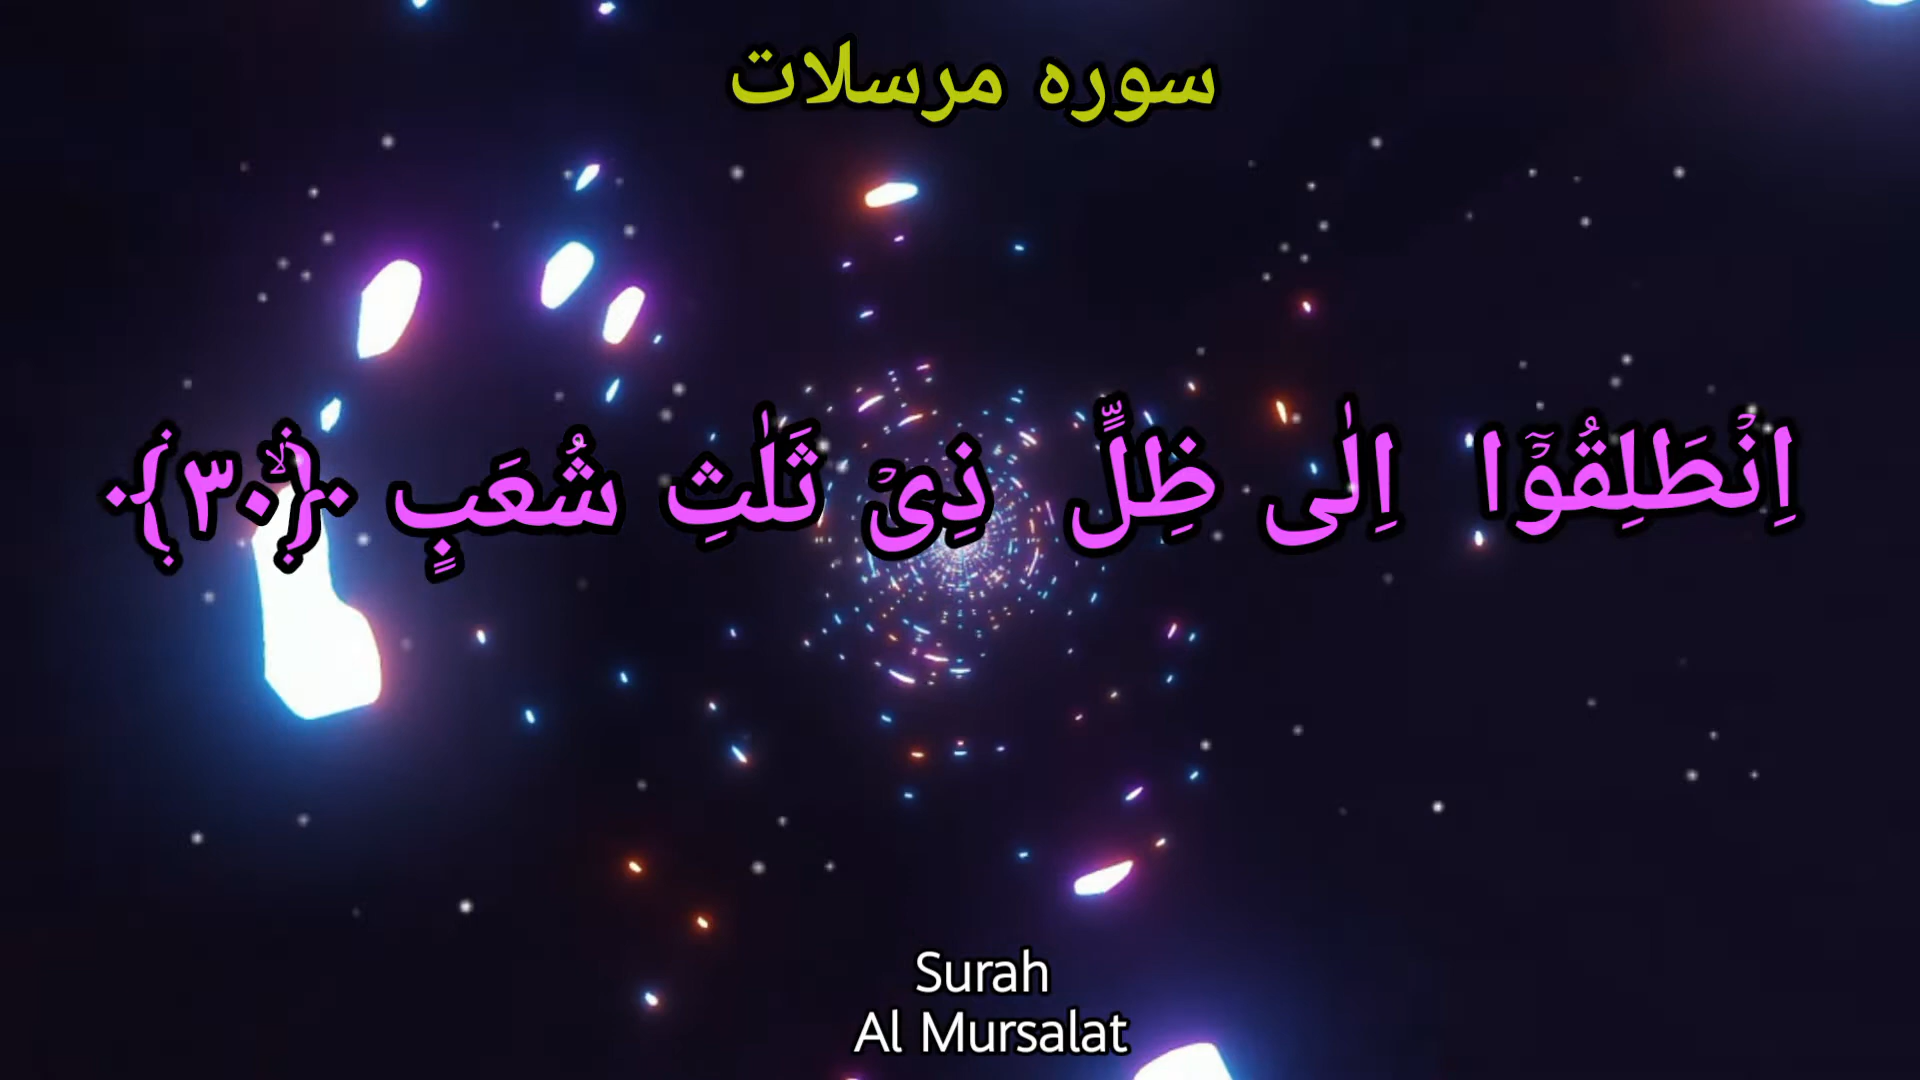 سوره مرسلات
اِنْطَلِقُوْۤا اِلٰى ظِلٍّ ذِىْ ثَلٰثِ شُعَبٍ ﴿ۙ۳۰﴾
Surah
Al Mursalat